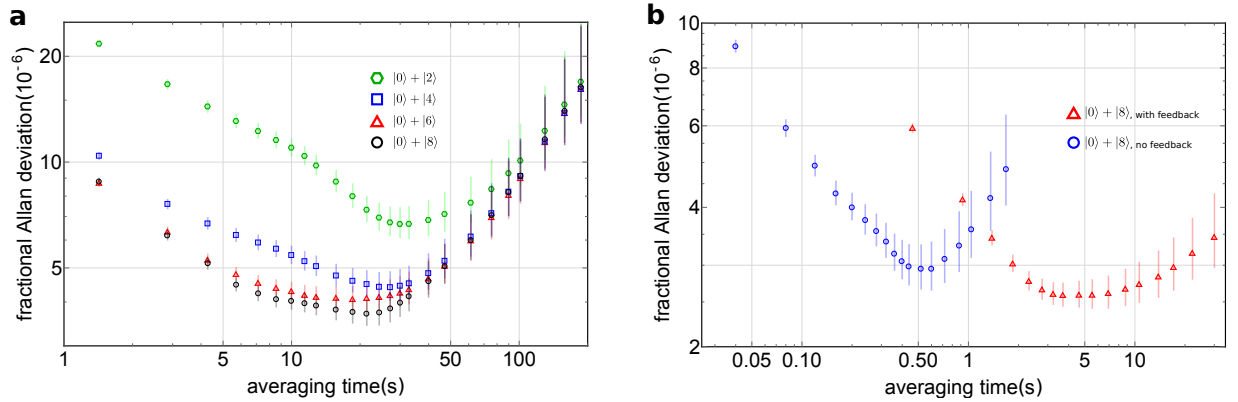 a
fractional Allan deviation(10⁻⁶)
20
10
5
1
5
10
50
100
averaging time(s)
|0⟩ + |2⟩
|0⟩ + |4⟩
|0⟩ + |6⟩
|0⟩ + |8⟩
b
fractional Allan deviation(10⁻⁶)
10
8
6
4
2
0.05
0.10
0.50
1
5
10
averaging time(s)
|0⟩ + |8⟩, with feedback
|0⟩ + |8⟩, no feedback